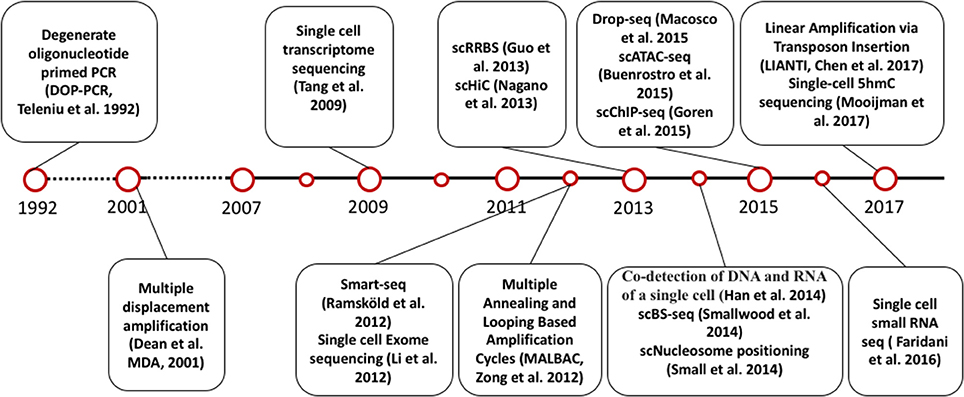 Degenerate
oligonucleotide
primed PCR
(DOP-PCR,
Teleniu et al. 1992)
Single cell
transcriptome
sequencing
(Tang et al.
2009)
scRRBS (Guo et al.
2013)
scHiC (Nagano et
al. 2013)
Drop-seq (Macosco
et al. 2015
scATAC-seq
(Buenrostro et al.
2015)
scChIP-seq (Goren
et al. 2015)
Linear Amplification via
Transposon Insertion
(LIANTI, Chen et al. 2017)
Single-cell 5hmC
sequencing (Mooijman et
al. 2017)
1992
2001
2007
2009
2011
2013
2015
2017
Multiple
displacement
amplification
(Dean et al.
MDA, 2001)
Smart-seq
(Ramsköld et al.
2012)
Single cell Exome
sequencing (Li et al.
2012)
Multiple
Annealing and
Looping Based
Amplification
Cycles (MALBAC,
Zong et al. 2012)
Co-detection of DNA and RNA
of a single cell (Han et al. 2014)
scBS-seq (Smallwood et al.
2014)
scNucleosome positioning
(Small et al. 2014)
Single cell
small RNA
seq ( Faridani
et al. 2016)